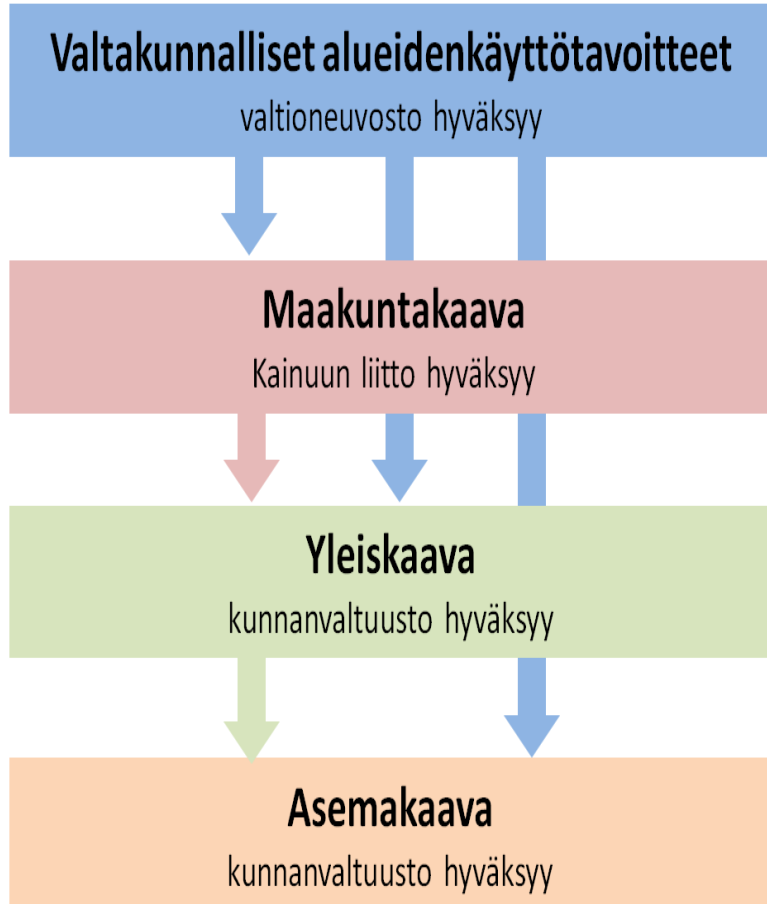 Valtakunnalliset alueidenkäyttötavoitteet
valtioneuvosto hyväksyy
Maakuntakaava
Kainuun liitto hyväksyy
Yleiskaava
kunnanvaltuusto hyväksyy
Asemakaava
kunnanvaltuusto hyväksyy